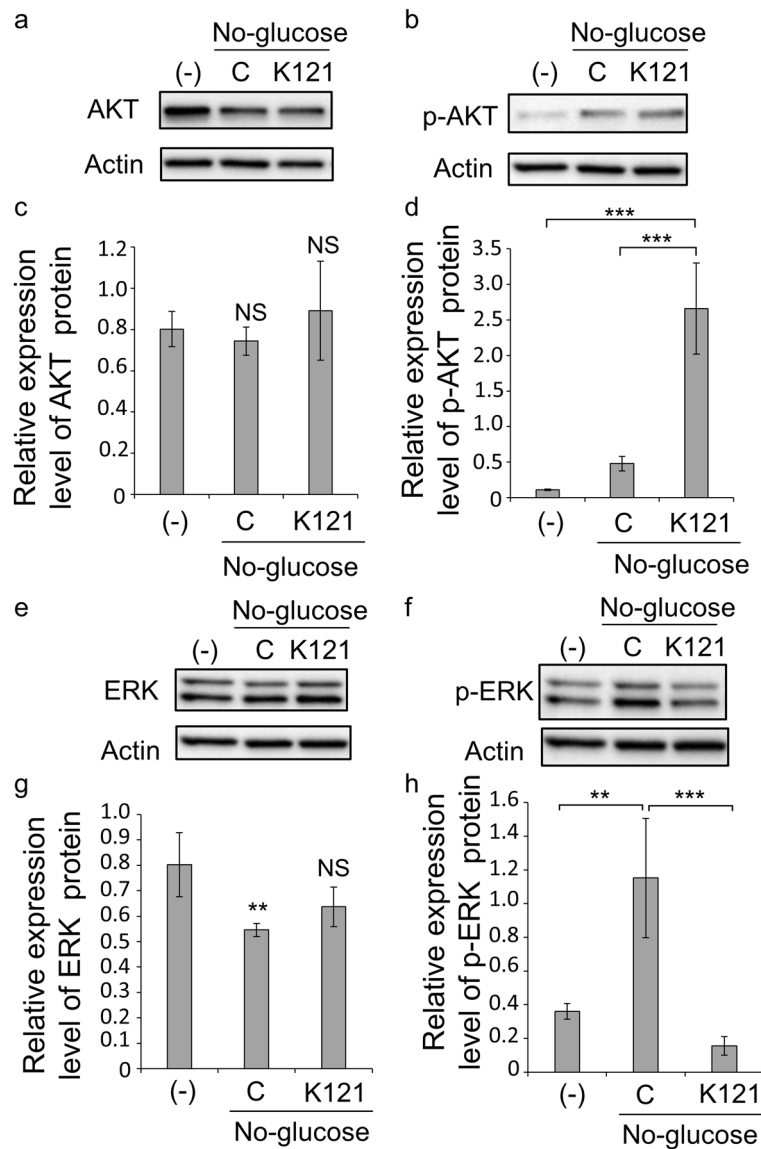 a
No-glucose
(-) C K121
AKT
Actin
b
No-glucose
(-) C K121
p-AKT
Actin
c
Relative expression
level of AKT protein
1.2
1.0
0.8
0.6
0.4
0.2
0
NS
NS
(-) C K121
No-glucose
d
Relative expression
level of p-AKT protein
3.5
3.0
2.5
2.0
1.5
1.0
0.5
0
***
***
(-) C K121
No-glucose
e
No-glucose
(-) C K121
ERK
Actin
f
No-glucose
(-) C K121
p-ERK
Actin
g
Relative expression
level of ERK protein
1.0
0.9
0.8
0.7
0.6
0.5
0.4
0.3
0.2
0.1
0
**
NS
(-) C K121
No-glucose
h
Relative expression
level of p-ERK protein
1.6
1.4
1.2
1.0
0.8
0.6
0.4
0.2
0
** ***
(-) C K121
No-glucose